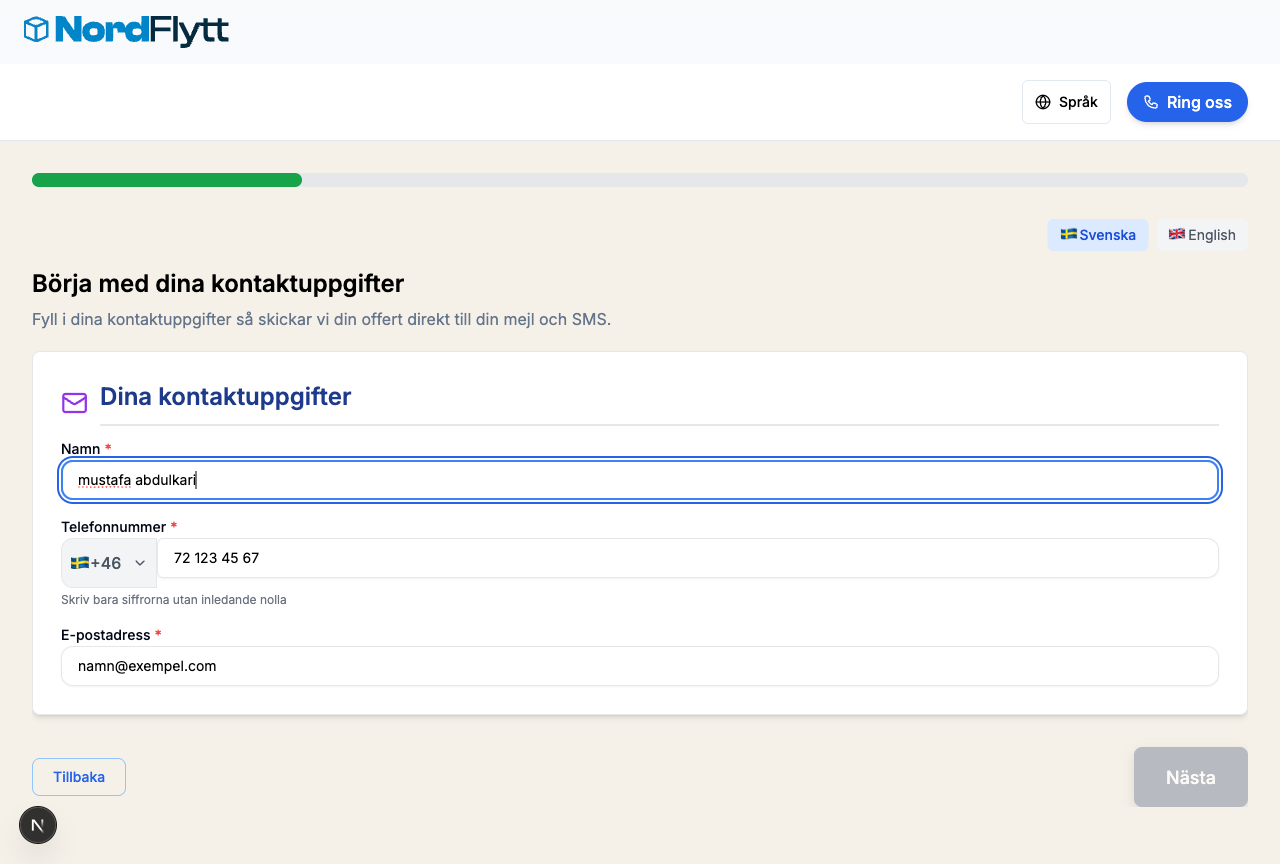 NordFlytt
Språk
Ring oss
Svenska
English
Börja med dina kontaktuppgifter
Fyll i dina kontaktuppgifter så skickar vi din offert direkt till din mejl och SMS.
Dina kontaktuppgifter
Namn *
mustafa abdulkari
Telefonnummer *
+46
72 123 45 67
Skriv bara siffrorna utan inledande nolla
E-postadress *
namn@exempel.com
Tillbaka
Nästa
N